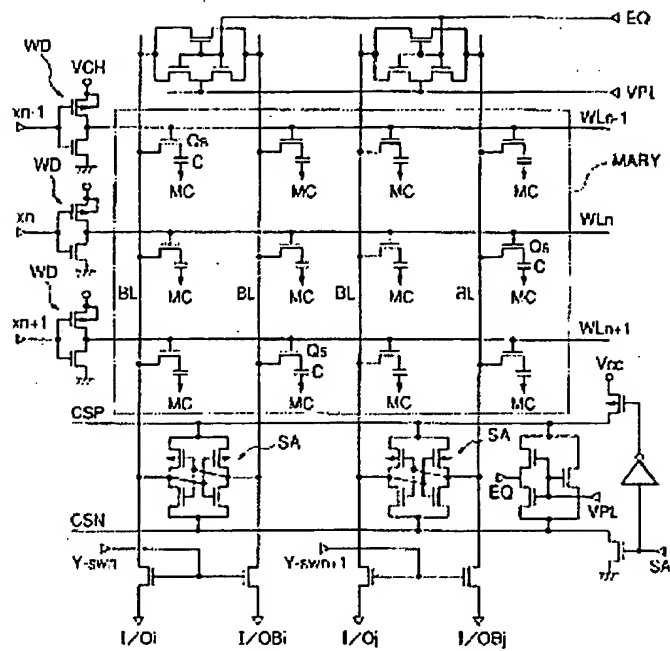 EQ
WD
VCH
VPL
xn-1
WLn-1
Qs
C
MARY
WD
MC
MC
MC
MC
xn
WLn
WD
Qs
C
BL
MC
BL
MC
BL
MC
BL
MC
xn+1
WLn+1
Qs
C
Vcc
MC
MC
MC
MC
CSP
SA
SA
EQ
CSN
VPL
Y-swn
Y-swn+1
SA
I/Oi
I/OBi
I/Oj
I/OBj